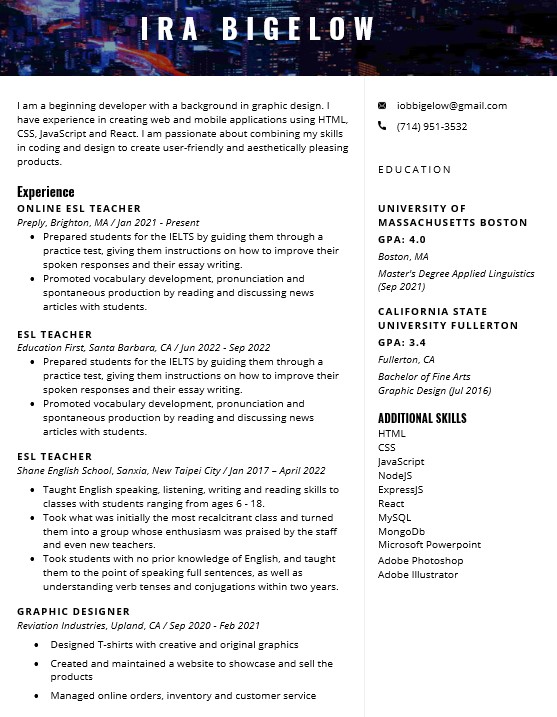 IRA BIGELOW
I am a beginning developer with a background in graphic design. I
have experience in creating web and mobile applications using HTML,
CSS, JavaScript and React. I am passionate about combining my skills
in coding and design to create user-friendly and aesthetically pleasing
products.
Experience
ONLINE ESL TEACHER
Preply, Brighton, MA / Jan 2021 - Present
• Prepared students for the IELTS by guiding them through a
practice test, giving them instructions on how to improve their
spoken responses and their essay writing.
• Promoted vocabulary development, pronunciation and
spontaneous production by reading and discussing news
articles with students.
ESL TEACHER
Education First, Santa Barbara, CA / Jun 2022 - Sep 2022
• Prepared students for the IELTS by guiding them through a
practice test, giving them instructions on how to improve their
spoken responses and their essay writing.
• Promoted vocabulary development, pronunciation and
spontaneous production by reading and discussing news
articles with students.
ESL TEACHER
Shane English School, Sanxia, New Taipei City / Jan 2017 – April 2022
• Taught English speaking, listening, writing and reading skills to
classes with students ranging from ages 6 - 18.
• Took what was initially the most recalcitrant class and turned
them into a group whose enthusiasm was praised by the staff
and even new teachers.
• Took students with no prior knowledge of English, and taught
them to the point of speaking full sentences, as well as
understanding verb tenses and conjugations within two years.
GRAPHIC DESIGNER
Reviation Industries, Upland, CA / Sep 2020 - Feb 2021
• Designed T-shirts with creative and original graphics
• Created and maintained a website to showcase and sell the
products
• Managed online orders, inventory and customer service
iobbigelow@gmail.com
(714) 951-3532
EDUCATION
UNIVERSITY OF
MASSACHUSETTS BOSTON
GPA: 4.0
Boston, MA
Master's Degree Applied Linguistics
(Sep 2021)
CALIFORNIA STATE
UNIVERSITY FULLERTON
GPA: 3.4
Fullerton, CA
Bachelor of Fine Arts
Graphic Design (Jul 2016)
ADDITIONAL SKILLS
HTML
CSS
JavaScript
NodeJS
ExpressJS
React
MySQL
MongoDb
Microsoft Powerpoint
Adobe Photoshop
Adobe Illustrator